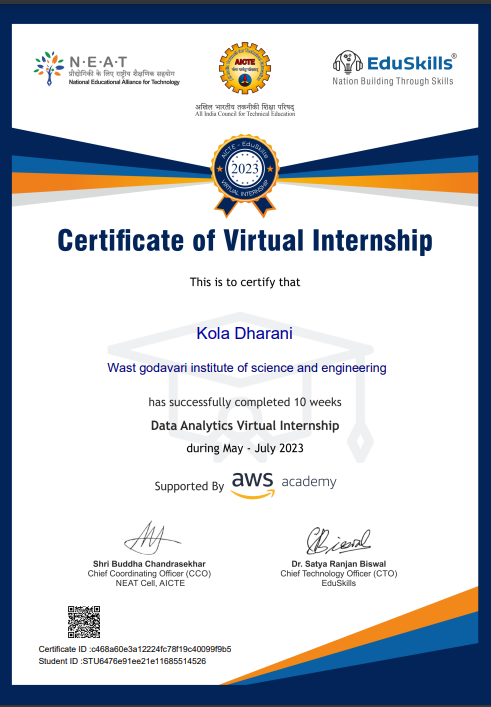 N·E·A·T
प्रौद्योगिकी के लिए राष्ट्रीय शैक्षणिक सहयोग
National Educational Alliance for Technology
AICTE
अखिल भारतीय तकनीकी शिक्षा परिषद्
All India Council for Technical Education
EduSkills®
Nation Building Through Skills
AICTE - EduSkills
2023
VIRTUAL INTERNSHIP
Certificate of Virtual Internship
This is to certify that
Kola Dharani
Wast godavari institute of science and engineering
has successfully completed 10 weeks
Data Analytics Virtual Internship
during May - July 2023
Supported By aws academy
Shri Buddha Chandrasekhar
Chief Coordinating Officer (CCO)
NEAT Cell, AICTE
Dr. Satya Ranjan Biswal
Chief Technology Officer (CTO)
EduSkills
Certificate ID :c468a60e3a12224fc78f19c40099f9b5
Student ID :STU6476e91ee21e11685514526